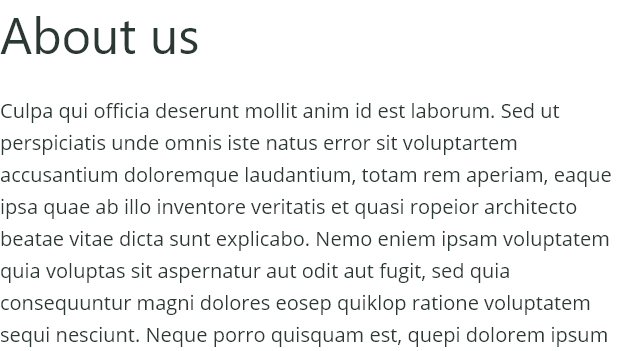 About us
Culpa qui officia deserunt mollit anim id est laborum. Sed ut
perspiciatis unde omnis iste natus error sit voluptartem
accusantium doloremque laudantium, totam rem aperiam, eaque
ipsa quae ab illo inventore veritatis et quasi ropeior architecto
beatae vitae dicta sunt explicabo. Nemo eniem ipsam voluptatem
quia voluptas sit aspernatur aut odit aut fugit, sed quia
consequuntur magni dolores eosep quiklop ratione voluptatem
sequi nesciunt. Neque porro quisquam est, quepi dolorem ipsum